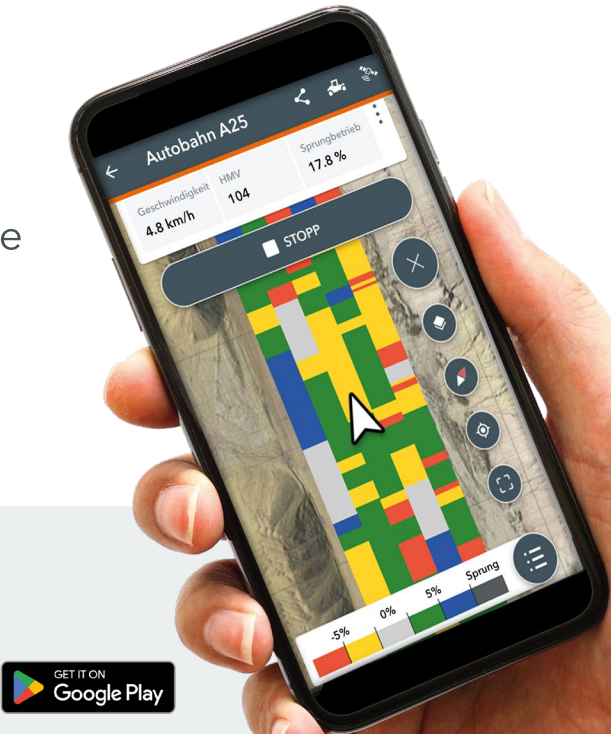 Autobahn A25
Geschwindigkeit
4.8 km/h
HMV
104
Sprungbetrieb
17.8 %
STOPP
-5%
0%
5%
Sprung
e
GET IT ON
Google Play